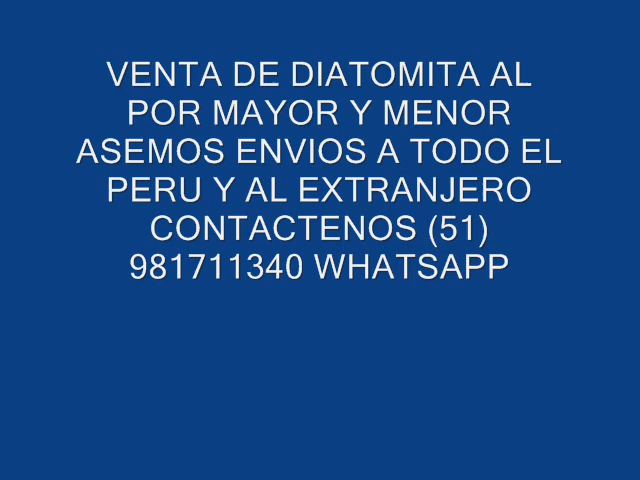 VENTA DE DIATOMITA AL
POR MAYOR Y MENOR
ASEMOS ENVIOS A TODO EL
PERU Y AL EXTRANJERO
CONTACTENOS (51)
981711340 WHATSAPP